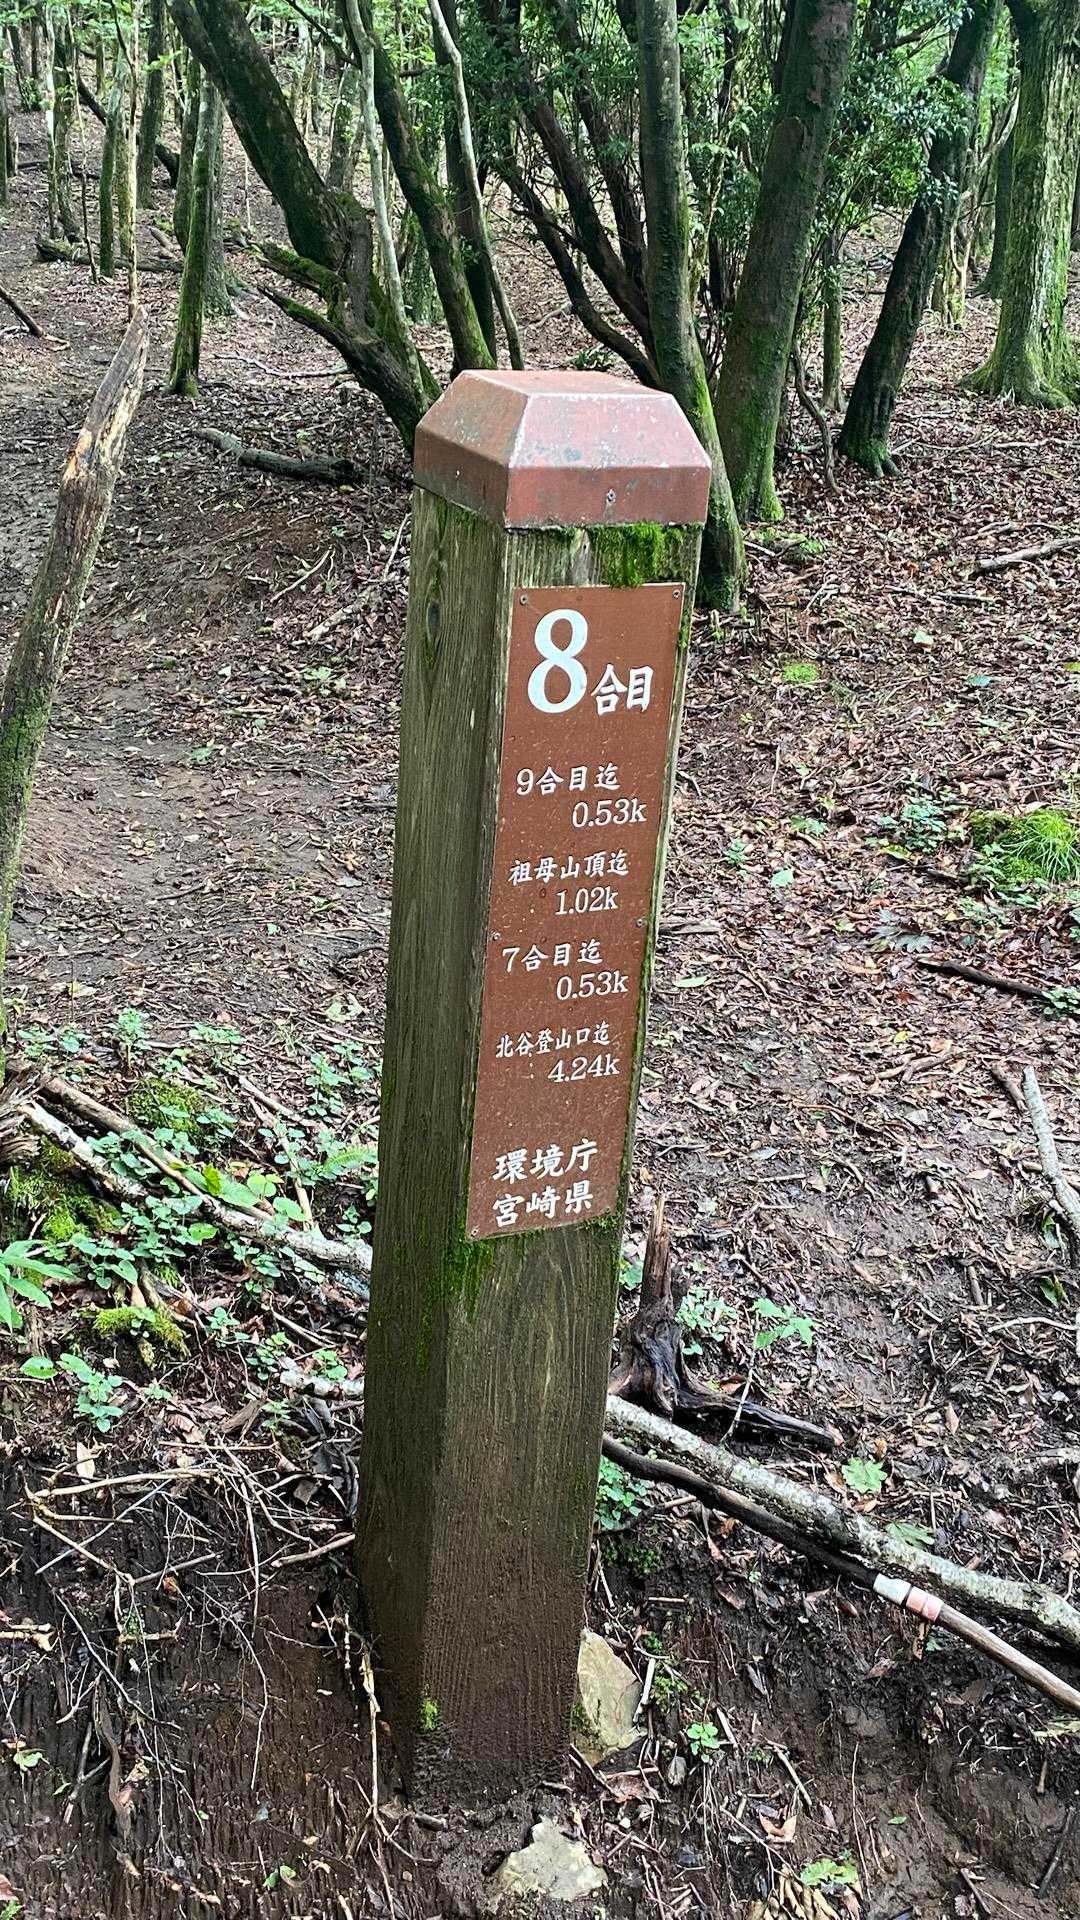 8合目
9合目迄
0.53k
祖母山頂迄
1.02k
7合目迄
0.53k
北谷登山口迄
4.24k
環境庁
宮崎県